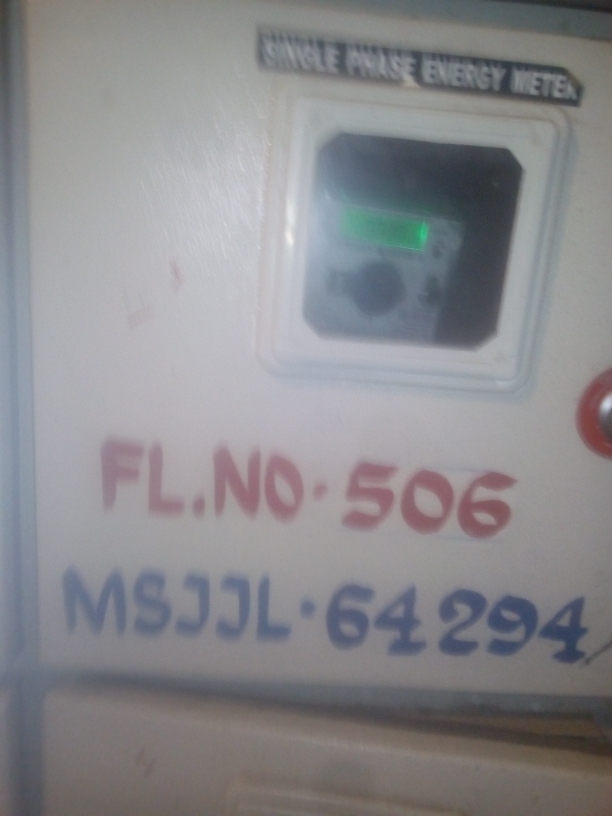 SINGLE PHASE ENERGY METER
FL.NO·506
MSJJL·64294/